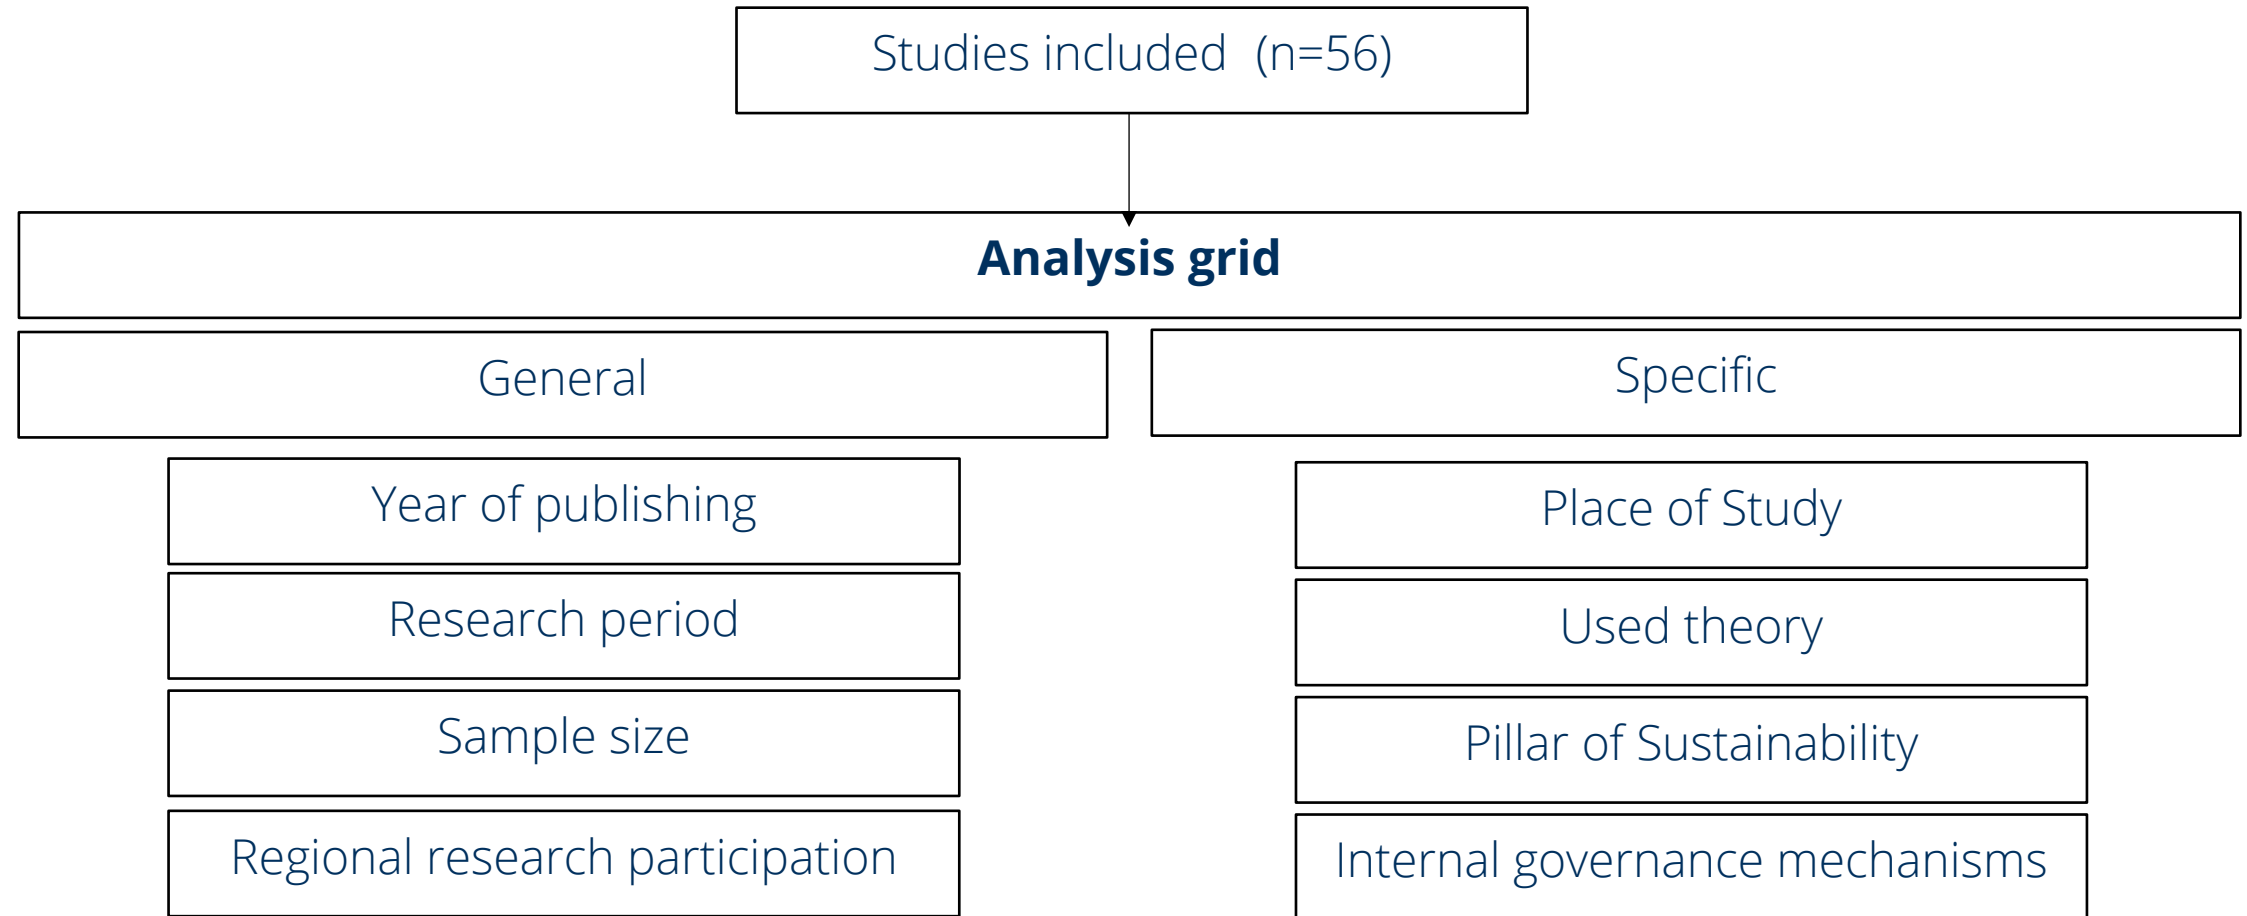 Studies included (n=56)
Analysis grid
General
Specific
Year of publishing
Research period
Sample size
Regional research participation
Place of Study
Used theory
Pillar of Sustainability
Internal governance mechanisms